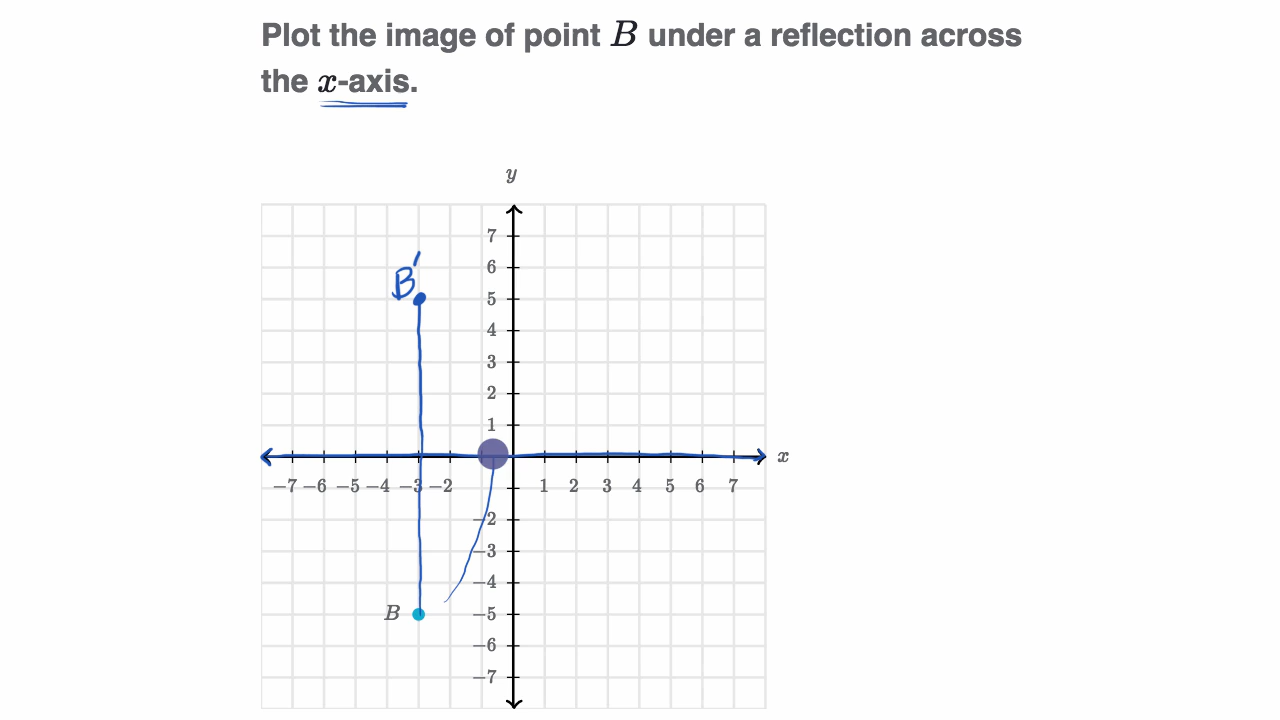 Plot the image of point B under a reflection across
the x-axis.
y
7
6
B′
5
4
3
2
1
x
−7 −6 −5 −4 −3 −2 1 2 3 4 5 6 7
−2
−3
−4
B −5
−6
−7